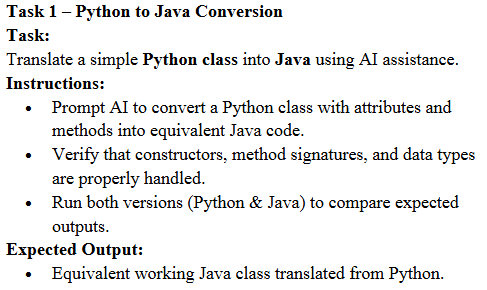 Task 1 – Python to Java Conversion
Task:
Translate a simple Python class into Java using AI assistance.
Instructions:
• Prompt AI to convert a Python class with attributes and
methods into equivalent Java code.
• Verify that constructors, method signatures, and data types
are properly handled.
• Run both versions (Python & Java) to compare expected
outputs.
Expected Output:
• Equivalent working Java class translated from Python.